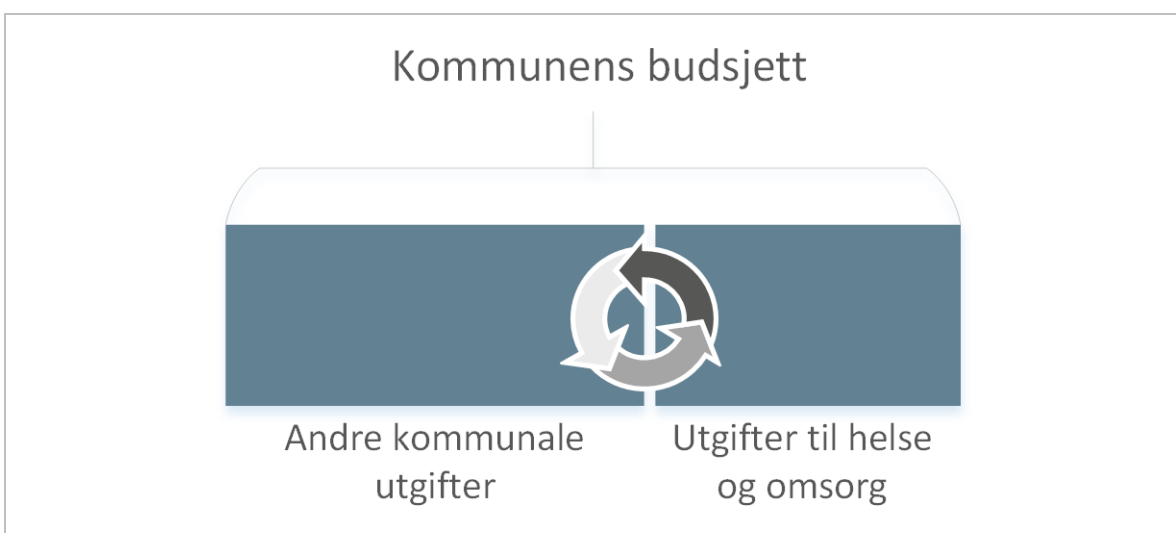 Kommunens budsjett
Andre kommunale
utgifter
Utgifter til helse
og omsorg